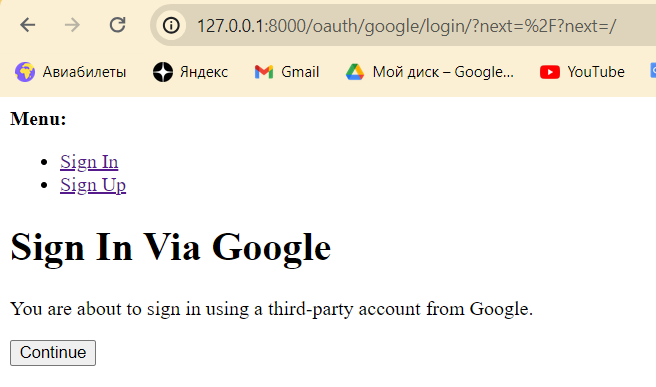 127.0.0.1:8000/oauth/google/login/?next=%2F?next=/
Авиабилеты Яндекс Gmail Мой диск – Google... YouTube
Menu:
Sign In
Sign Up
Sign In Via Google
You are about to sign in using a third-party account from Google.
Continue